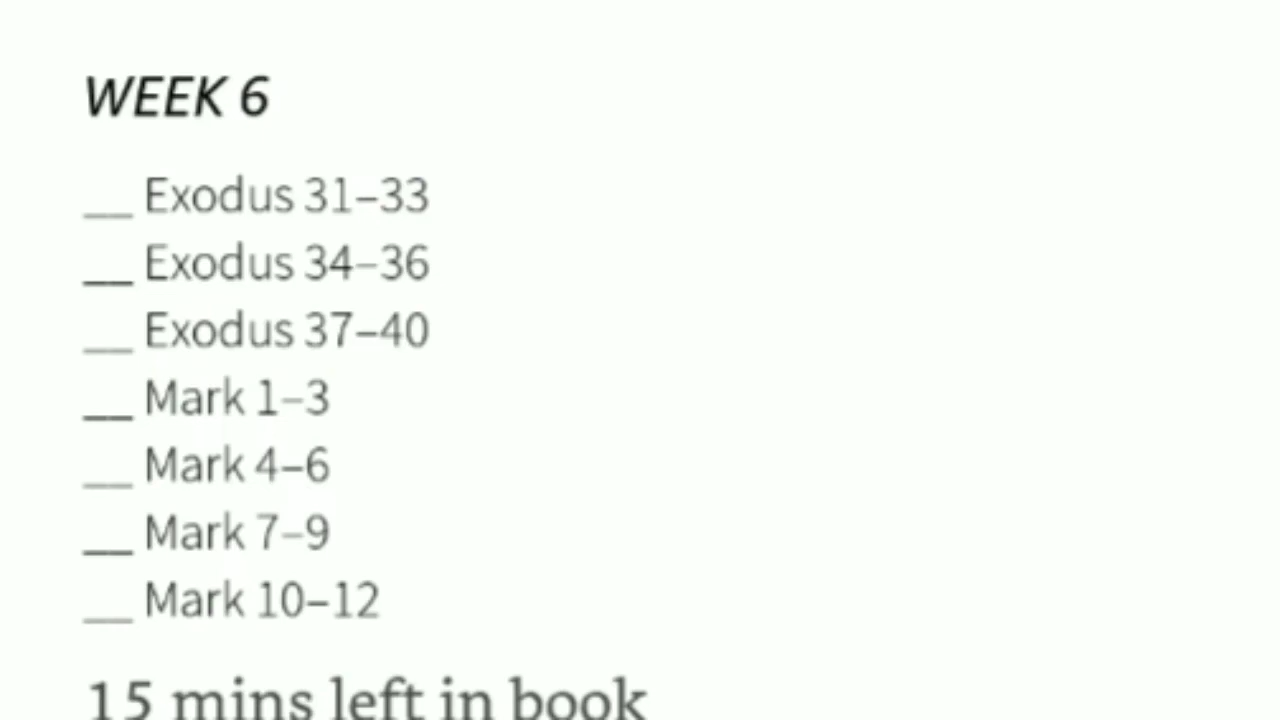 WEEK 6
__ Exodus 31–33
__ Exodus 34–36
__ Exodus 37–40
__ Mark 1–3
__ Mark 4–6
__ Mark 7–9
__ Mark 10–12
15 mins left in book